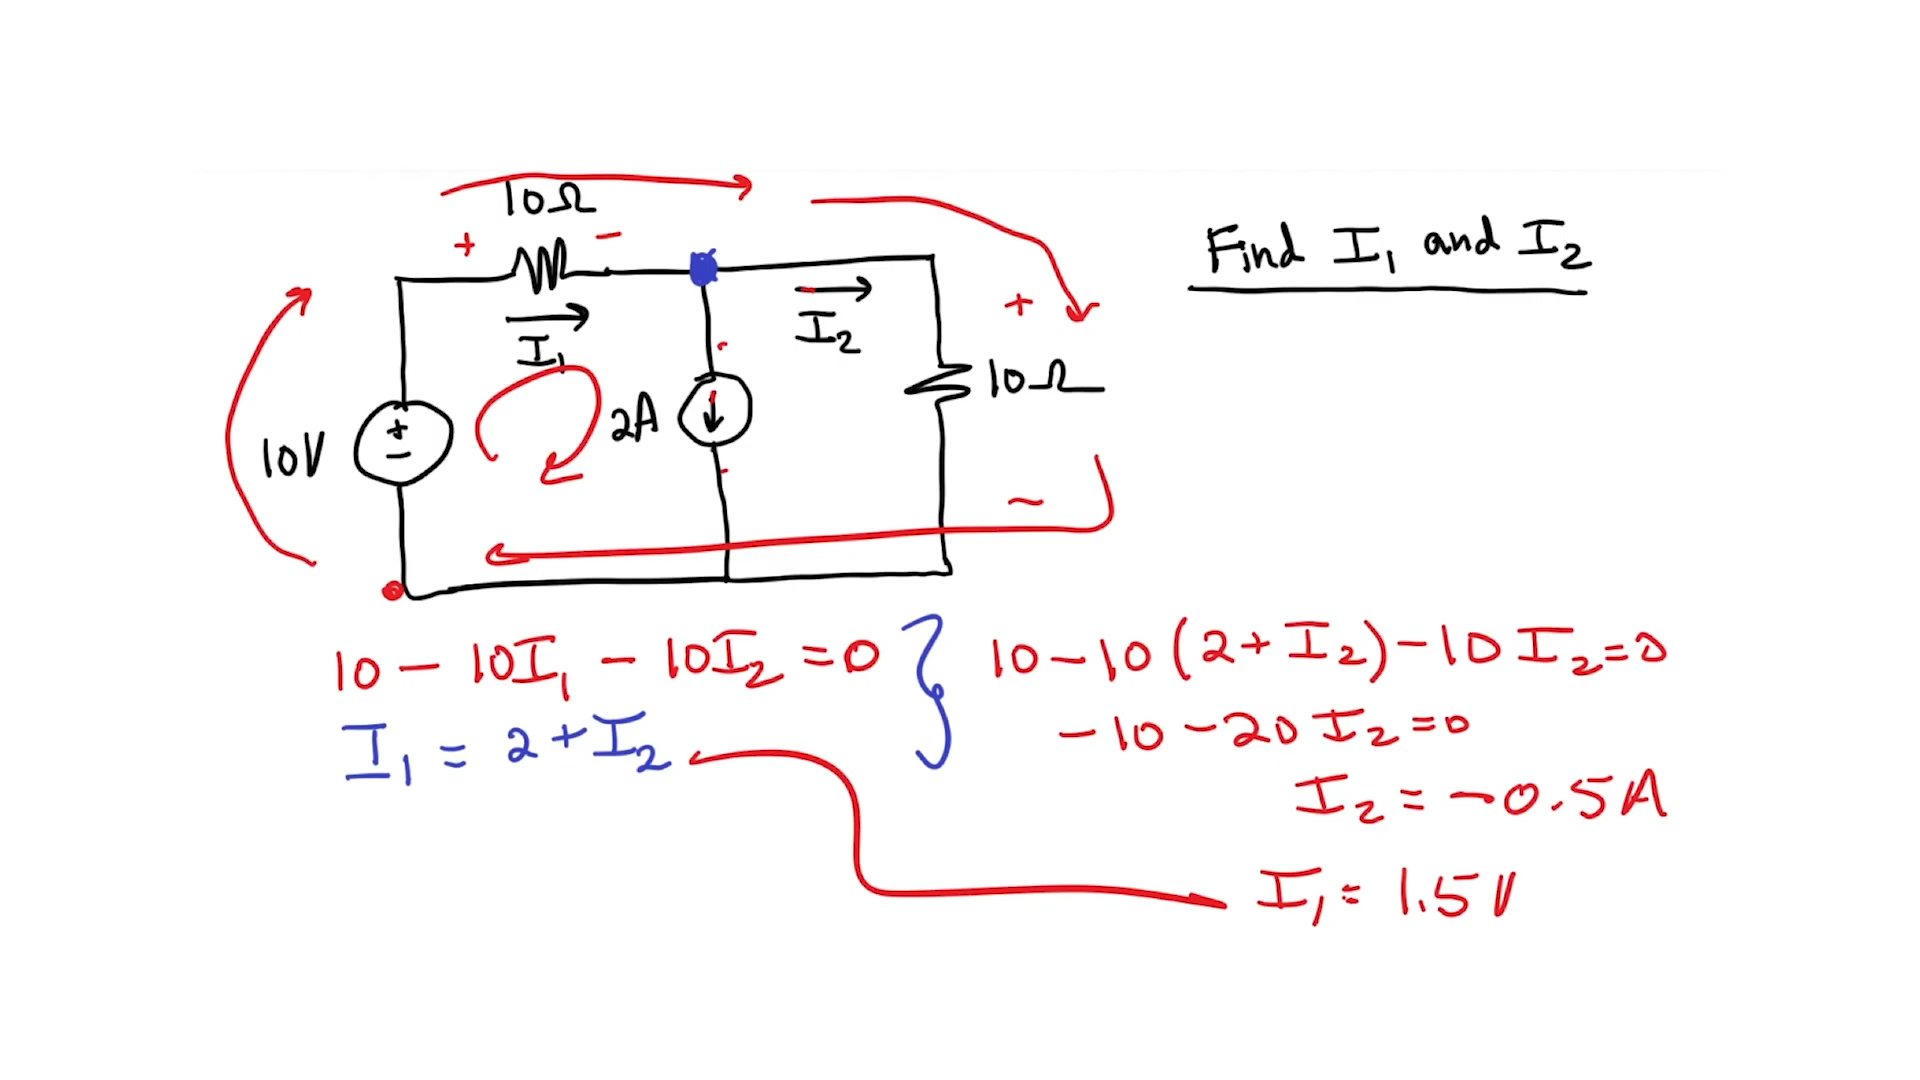 10Ω
+ −
I₁
I₂
+
10V
+
−
2A
10Ω
−
Find I₁ and I₂
10 − 10I₁ − 10I₂ = 0
I₁ = 2 + I₂
10 − 10(2 + I₂) − 10I₂ = 0
−10 − 20I₂ = 0
I₂ = −0.5A
I₁ = 1.5V